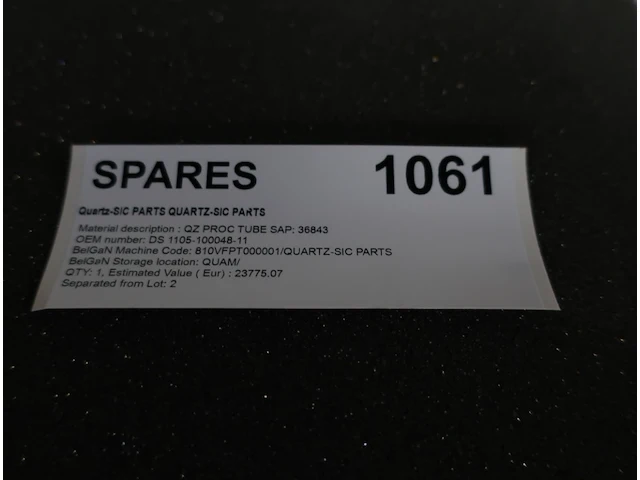 SPARES 1061
Quartz-SIC PARTS QUARTZ-SIC PARTS
Material description : QZ PROC TUBE SAP: 36843
OEM number: DS 1105-100048-11
BelGaN Machine Code: 810VFPT000001/QUARTZ-SIC PARTS
BelGaN Storage location: QUAM/
QTY: 1, Estimated Value ( Eur) : 23775.07
Separated from Lot: 2